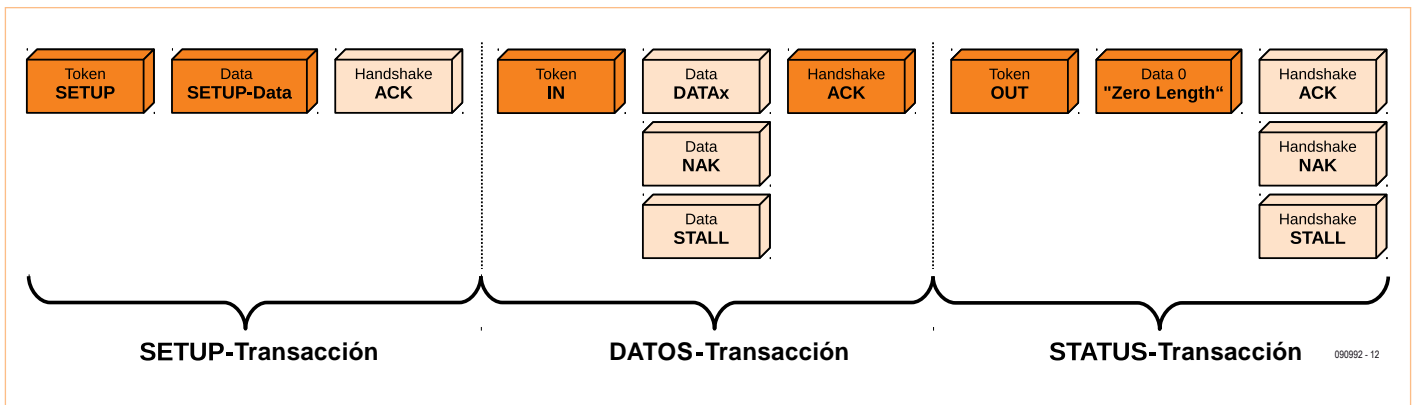 Token
SETUP
Data
SETUP-Data
Handshake
ACK
Token
IN
Data
DATAx
Handshake
ACK
Data
NAK
Data
STALL
Token
OUT
Data 0
"Zero Length“
Handshake
ACK
Handshake
NAK
Handshake
STALL
SETUP-Transacción
DATOS-Transacción
STATUS-Transacción
090992 - 12